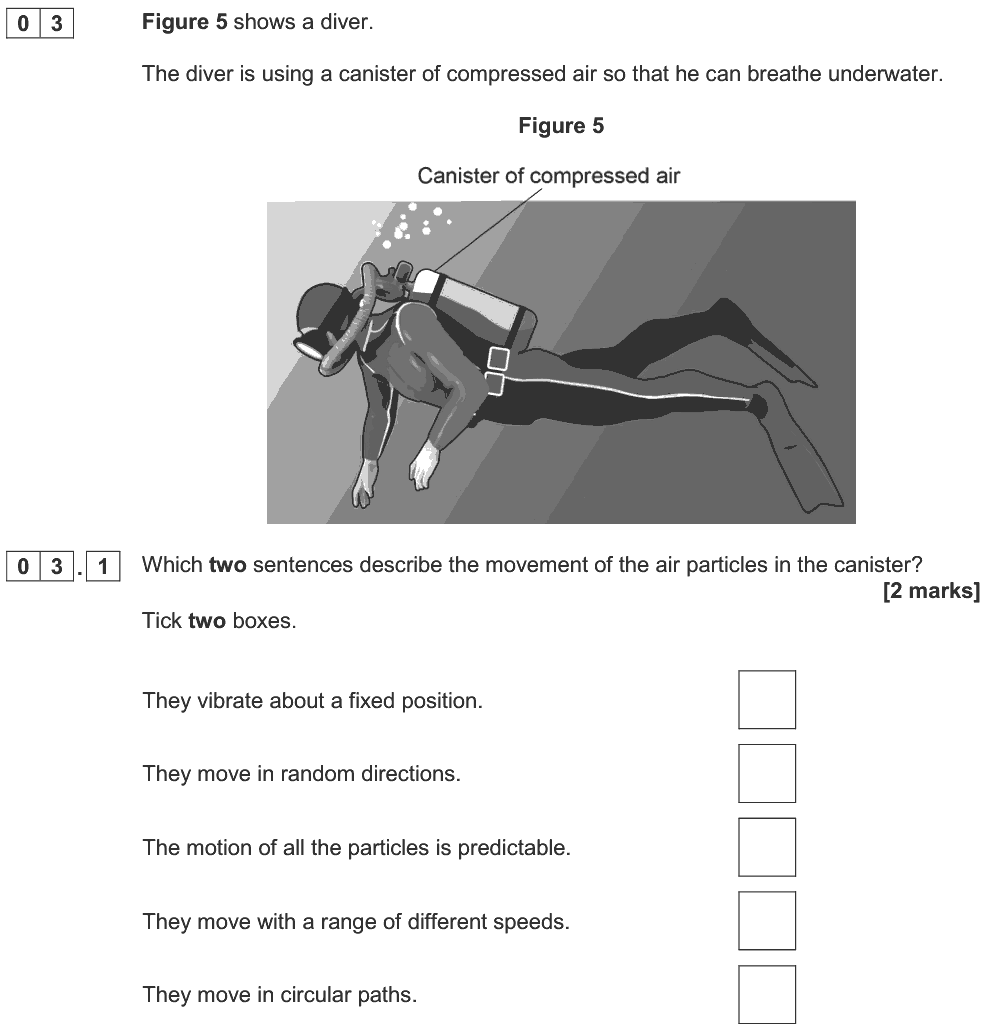 0 3 Figure 5 shows a diver.
The diver is using a canister of compressed air so that he can breathe underwater.
Figure 5
Canister of compressed air
0 3 . 1 Which two sentences describe the movement of the air particles in the canister?
[2 marks]
Tick two boxes.
They vibrate about a fixed position.
They move in random directions.
The motion of all the particles is predictable.
They move with a range of different speeds.
They move in circular paths.